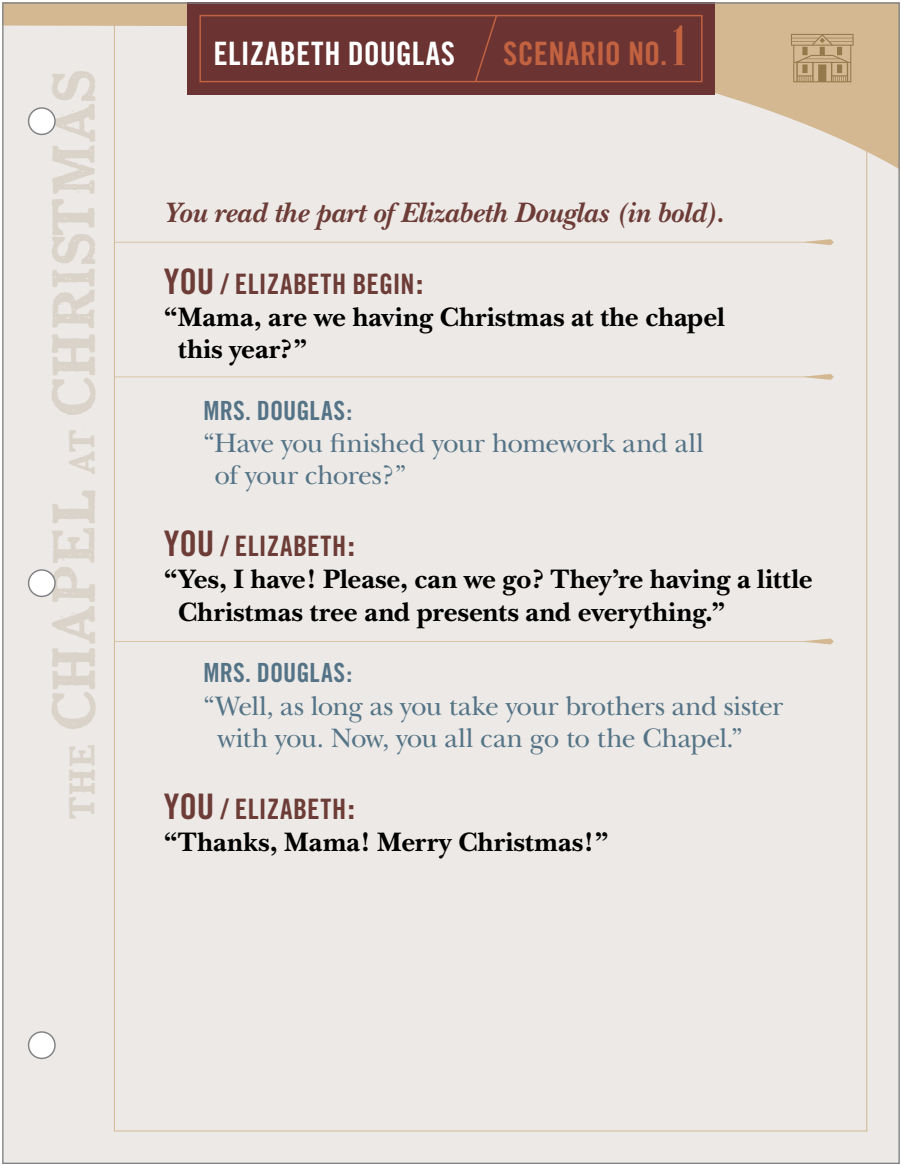 ELIZABETH DOUGLAS / SCENARIO NO.1
THE CHAPEL AT CHRISTMAS
You read the part of Elizabeth Douglas (in bold).
YOU / ELIZABETH BEGIN:
“Mama, are we having Christmas at the chapel
this year?”
MRS. DOUGLAS:
“Have you finished your homework and all
of your chores?”
YOU / ELIZABETH:
“Yes, I have! Please, can we go? They’re having a little
Christmas tree and presents and everything.”
MRS. DOUGLAS:
“Well, as long as you take your brothers and sister
with you. Now, you all can go to the Chapel.”
YOU / ELIZABETH:
“Thanks, Mama! Merry Christmas!”